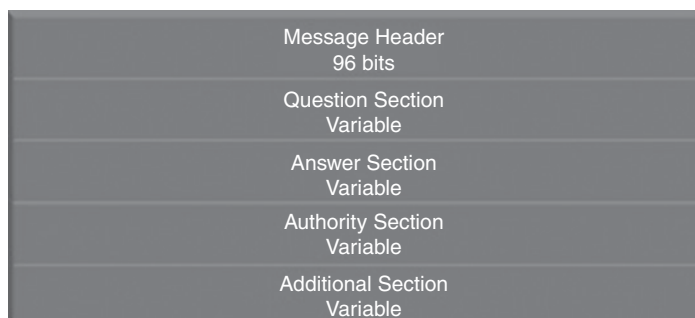 Message Header
96 bits
Question Section
Variable
Answer Section
Variable
Authority Section
Variable
Additional Section
Variable